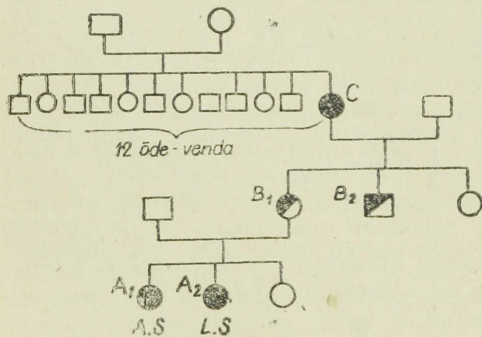 C
12 õde-venda
B₁ B₂
A₁ A₂
A.S L.S